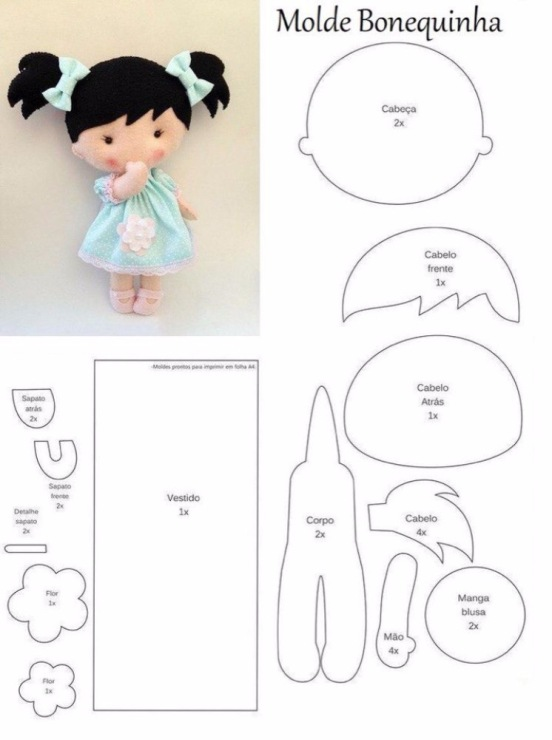 Molde Bonequinha
Cabeça
2x
Cabelo
frente
1x
-Moldes prontos para imprimir em folha A4.
Cabelo
Atrás
1x
Sapato
atrás
2x
Sapato
frente
2x
Vestido
1x
Detalhe
sapato
2x
Corpo
2x
Cabelo
4x
Flor
1x
Manga
blusa
2x
Mão
4x
Flor
1x